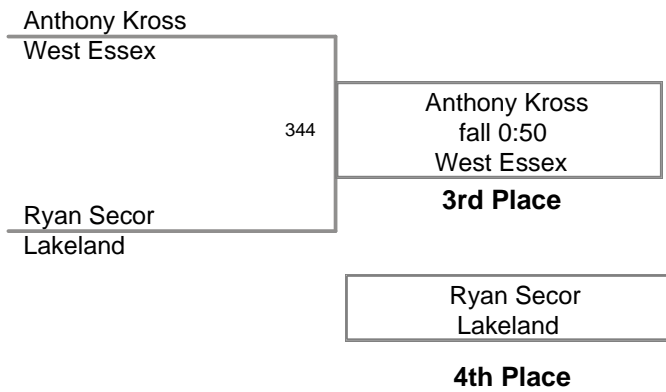 Anthony Kross
West Essex
344
Anthony Kross
fall 0:50
West Essex
3rd Place
Ryan Secor
Lakeland
Ryan Secor
Lakeland
4th Place